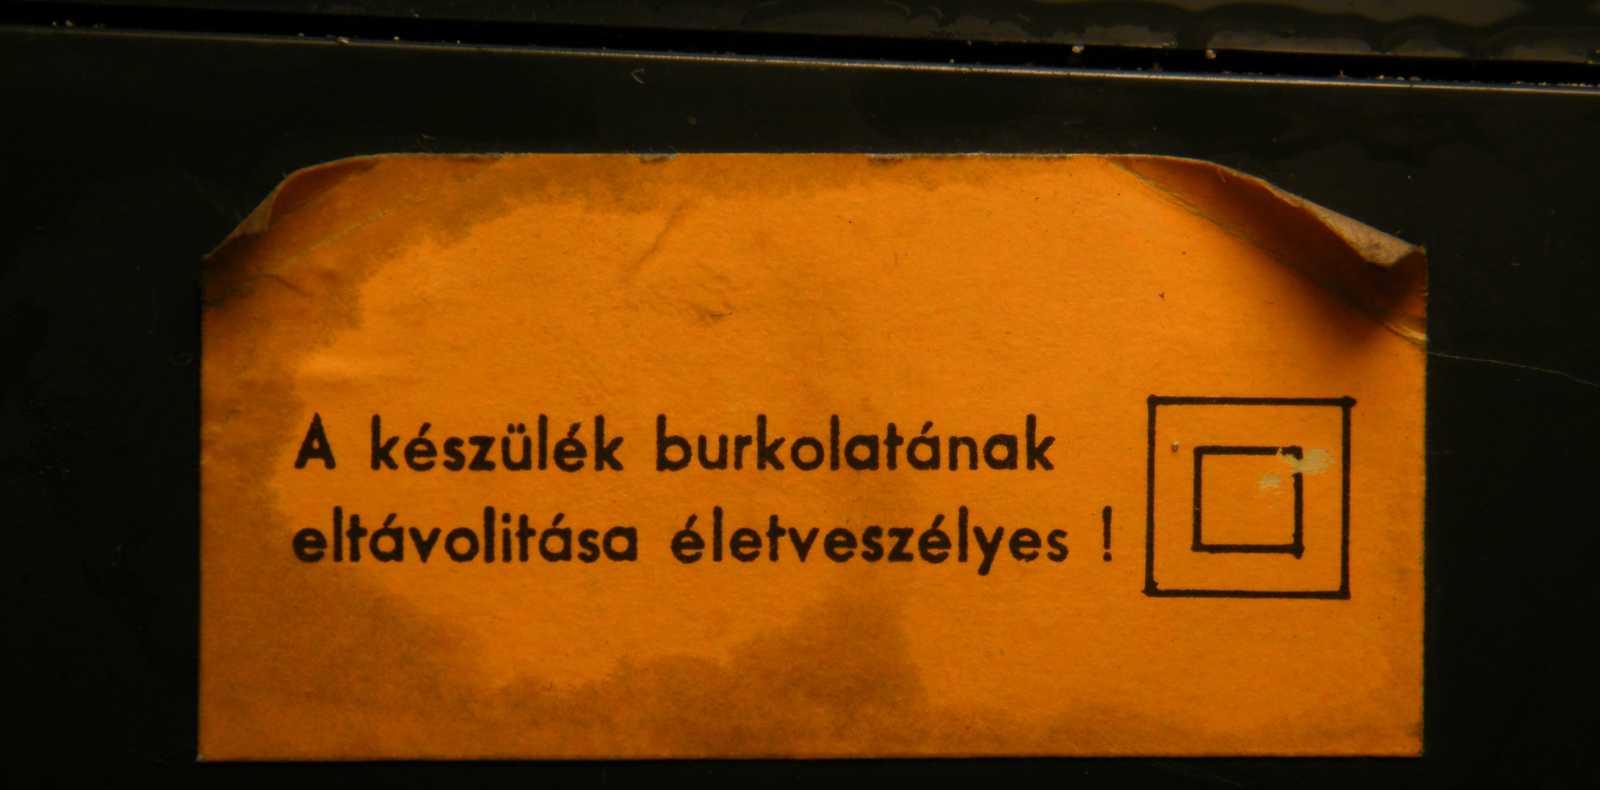 A készülék burkolatának
eltávolitása életveszélyes !